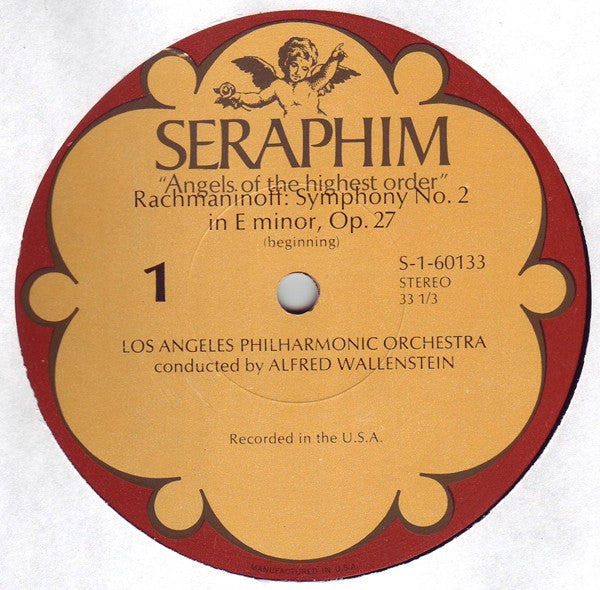 SERAPHIM
"Angels of the highest order"
Rachmaninoff: Symphony No. 2
in E minor, Op. 27
(beginning)
1
S-1-60133
STEREO
33 1/3
LOS ANGELES PHILHARMONIC ORCHESTRA
conducted by ALFRED WALLENSTEIN
Recorded in the U.S.A.
MANUFACTURED IN U.S.A.